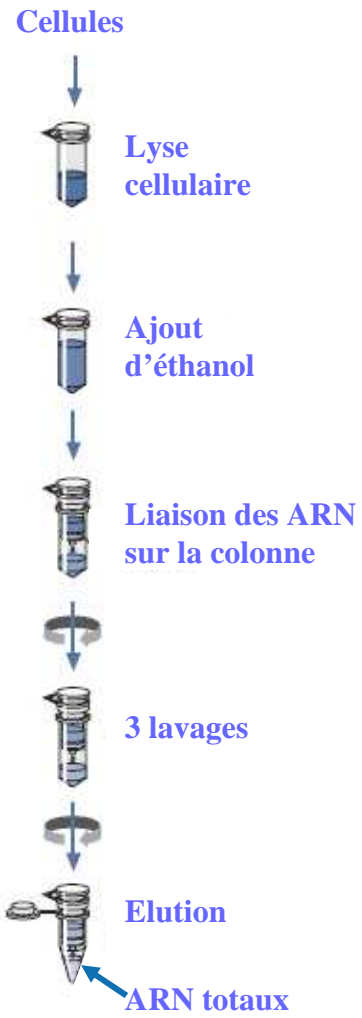 Cellules
Lyse
cellulaire
Ajout
d’éthanol
Liaison des ARN
sur la colonne
3 lavages
Elution
ARN totaux